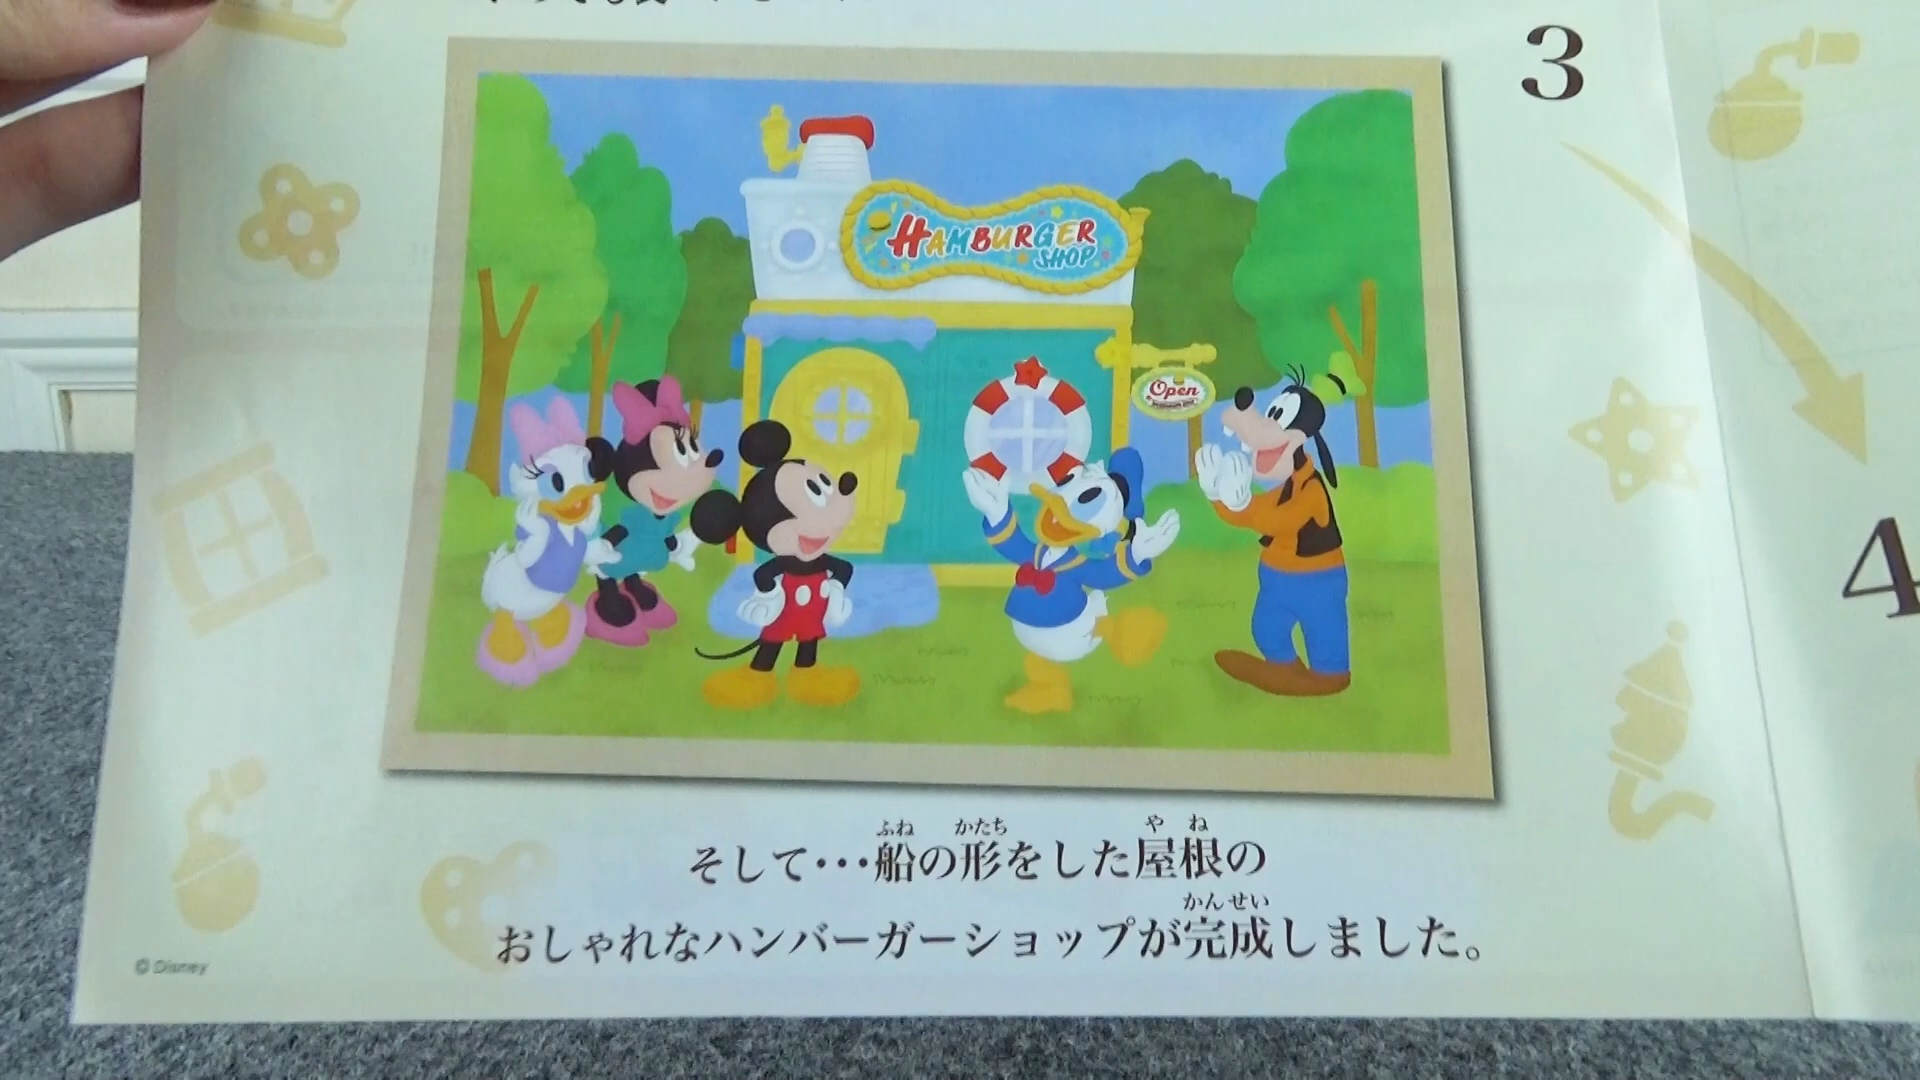 3
HAMBURGER
SHOP
Open
ふね かたち や ね
そして･･･船の形をした屋根の
かんせい
おしゃれなハンバーガーショップが完成しました。
© Disney
4